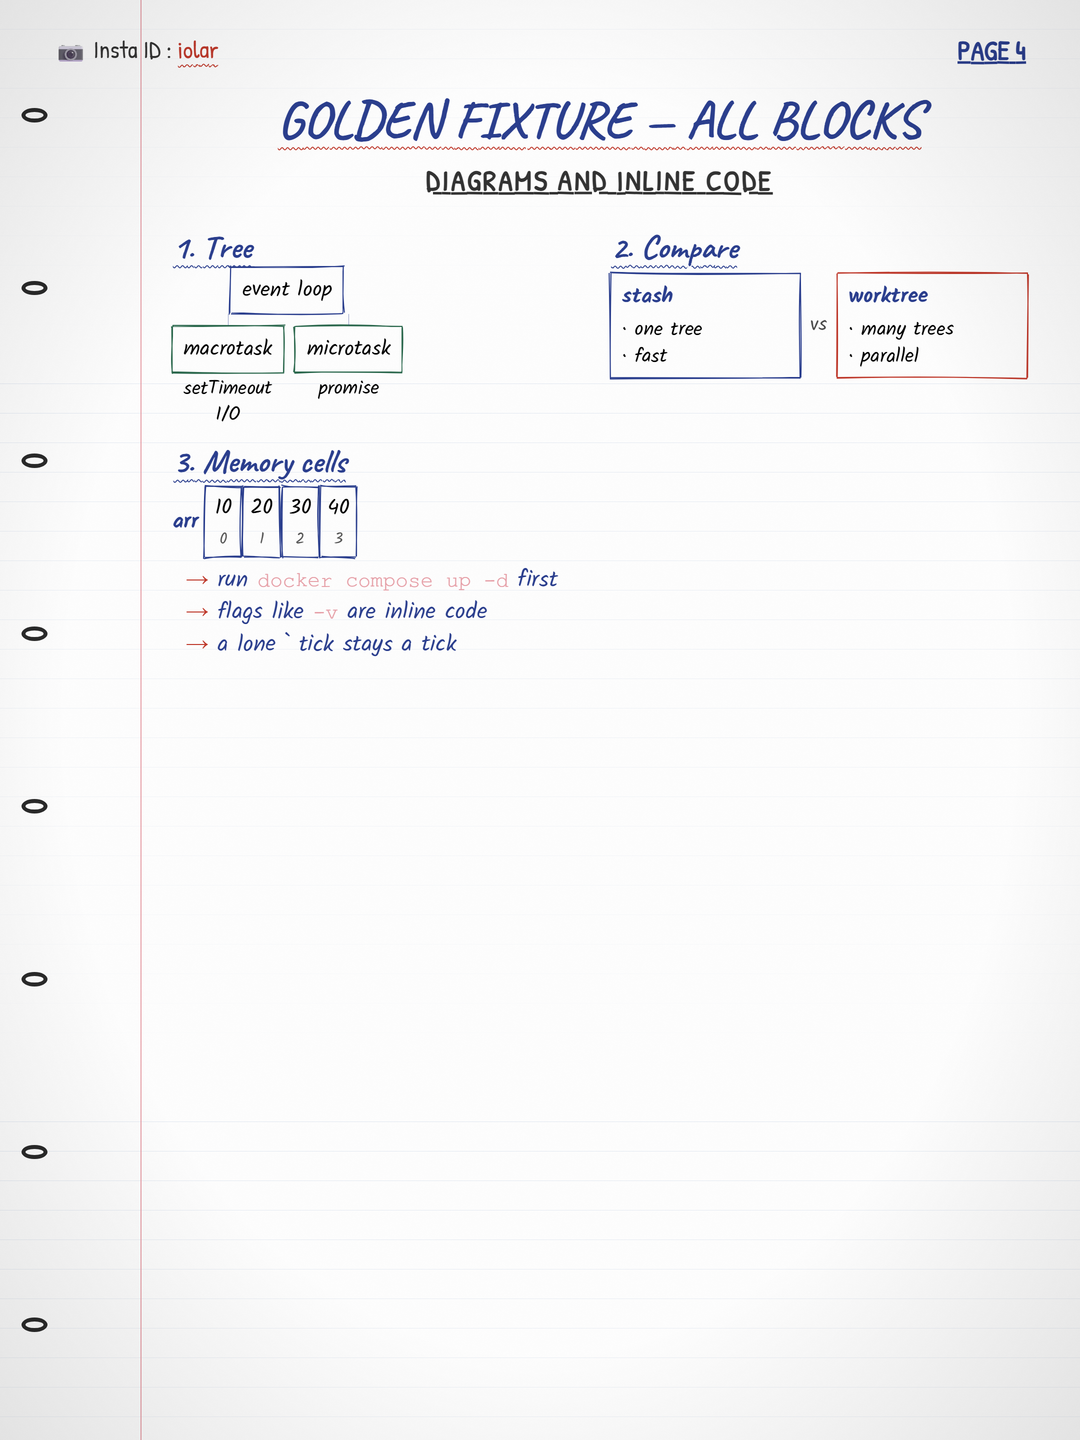 📷 Insta ID : iolar
PAGE 4
GOLDEN FIXTURE – ALL BLOCKS
DIAGRAMS AND INLINE CODE
1. Tree
event loop
macrotask microtask
setTimeout promise
I/O
2. Compare
stash
· one tree
· fast
vs
worktree
· many trees
· parallel
3. Memory cells
arr 10 20 30 40
0 1 2 3
→ run docker compose up -d first
→ flags like -v are inline code
→ a lone ` tick stays a tick